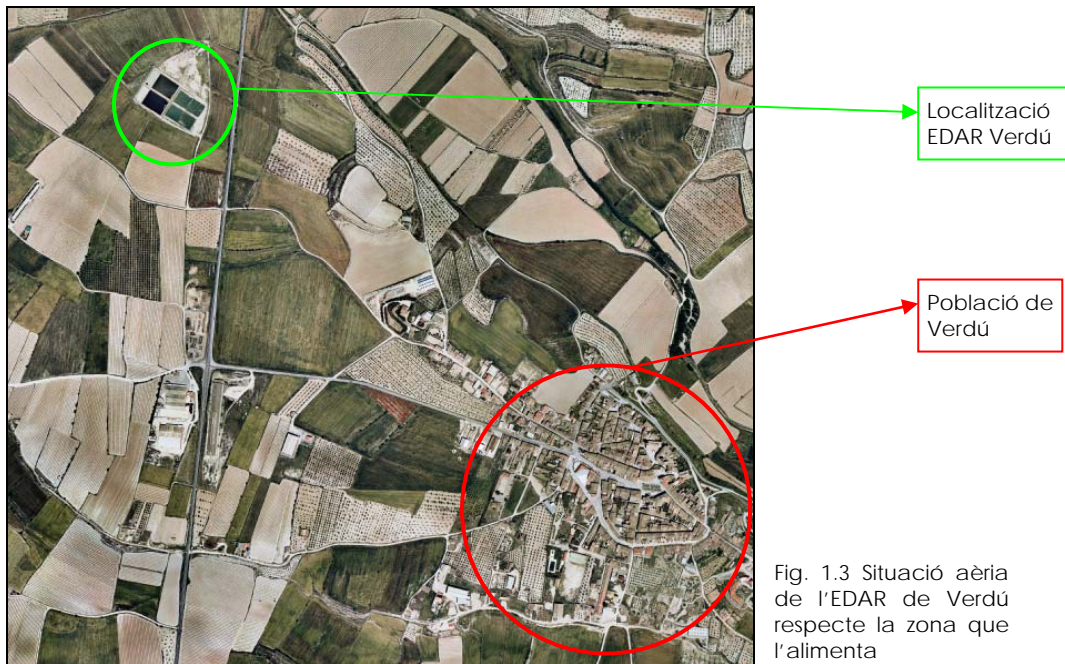 Localització
EDAR Verdú
Població de
Verdú
Fig. 1.3 Situació aèria
de l'EDAR de Verdú
respecte la zona que
l'alimenta